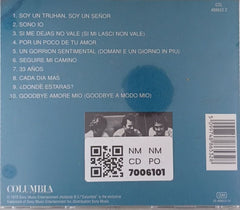 COL
1 SOY UN TRUHAN, SOY UN SEÑOR
2 SONO IO
3 SI ME DEJAS NO VALE (SI MI LASCI NON VALE)
4 POR UN POCO DE TU AMOR
5 UN GORRION SENTIMENTAL (DOMANI E UN GIORNO IN PIU)
6 SEGUIRE MI CAMINO
7 33 AÑOS
8 CADA DIA MAS
9 ¿DONDE ESTARAS?
10 GOODBYE AMORE MIO (GOODBYE A MODO MIO)
NM NM
CD PO
7006101
COLUMBIA